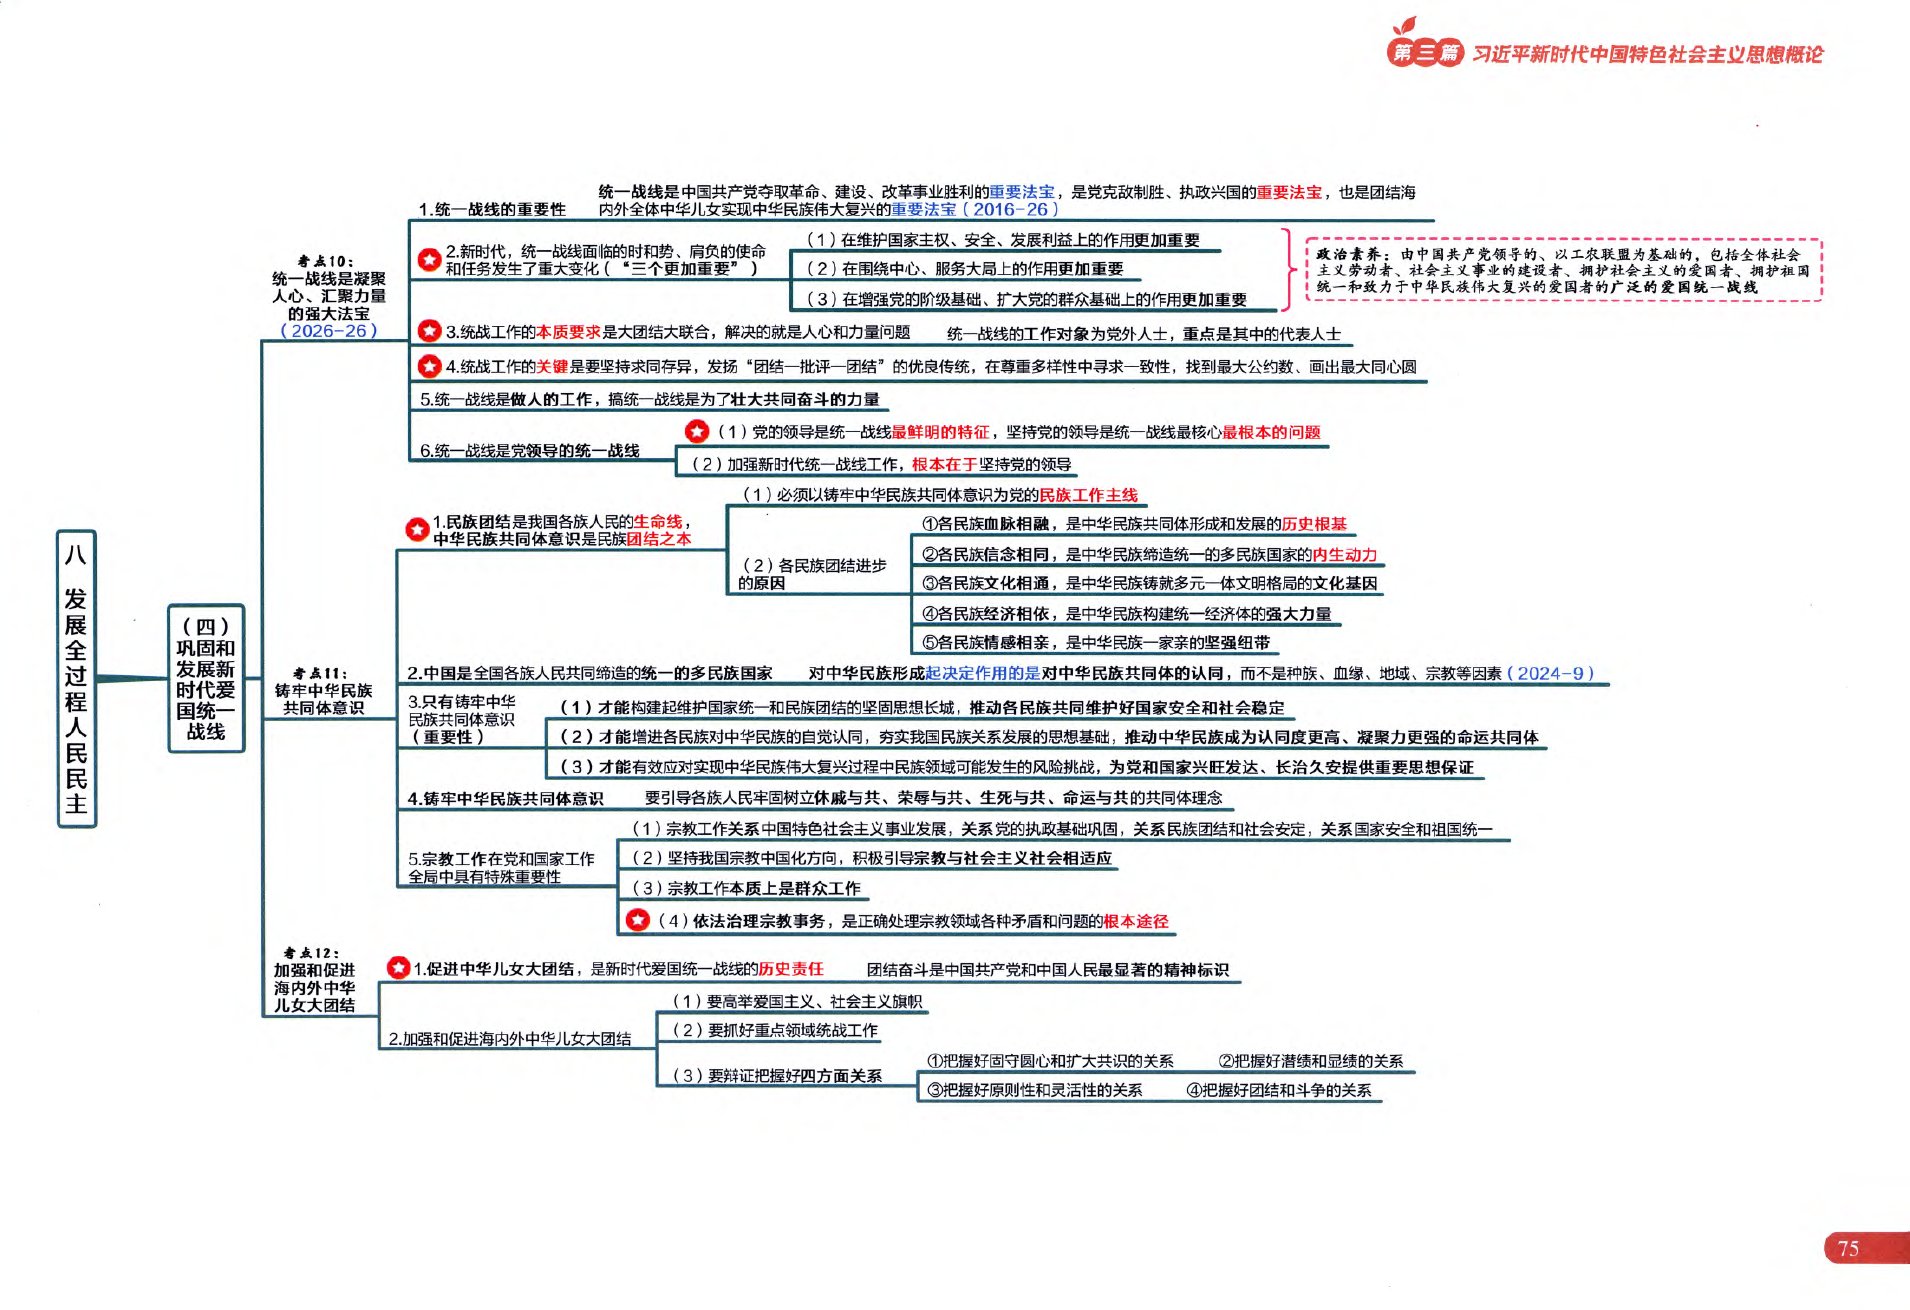 第三篇 习近平新时代中国特色社会主义思想概论
八 发展全过程人民民主
（四）
巩固和
发展新
时代爱
国统一
战线
考点10：
统一战线是凝聚
人心、汇聚力量
的强大法宝
（2026-26）
1.统一战线的重要性
统一战线是中国共产党夺取革命、建设、改革事业胜利的重要法宝，是党克敌制胜、执政兴国的重要法宝，也是团结海
内外全体中华儿女实现中华民族伟大复兴的重要法宝（2016-26）
2.新时代，统一战线面临的时和势、肩负的使命
和任务发生了重大变化（“三个更加重要”）
（1）在维护国家主权、安全、发展利益上的作用更加重要
（2）在围绕中心、服务大局上的作用更加重要
（3）在增强党的阶级基础、扩大党的群众基础上的作用更加重要
政治素养：由中国共产党领导的、以工农联盟为基础的，包括全体社会
主义劳动者、社会主义事业的建设者、拥护社会主义的爱国者、拥护祖国
统一和致力于中华民族伟大复兴的爱国者的广泛的爱国统一战线
3.统战工作的本质要求是大团结大联合，解决的就是人心和力量问题 统一战线的工作对象为党外人士，重点是其中的代表人士
4.统战工作的关键是要坚持求同存异，发扬“团结—批评—团结”的优良传统，在尊重多样性中寻求一致性，找到最大公约数、画出最大同心圆
5.统一战线是做人的工作，搞统一战线是为了壮大共同奋斗的力量
6.统一战线是党领导的统一战线
（1）党的领导是统一战线最鲜明的特征，坚持党的领导是统一战线最核心最根本的问题
（2）加强新时代统一战线工作，根本在于坚持党的领导
考点11：
铸牢中华民族
共同体意识
1.民族团结是我国各族人民的生命线，
中华民族共同体意识是民族团结之本
（1）必须以铸牢中华民族共同体意识为党的民族工作主线
（2）各民族团结进步
的原因
①各民族血脉相融，是中华民族共同体形成和发展的历史根基
②各民族信念相同，是中华民族缔造统一的多民族国家的内生动力
③各民族文化相通，是中华民族铸就多元一体文明格局的文化基因
④各民族经济相依，是中华民族构建统一经济体的强大力量
⑤各民族情感相亲，是中华民族一家亲的坚强纽带
2.中国是全国各族人民共同缔造的统一的多民族国家 对中华民族形成起决定作用的是对中华民族共同体的认同，而不是种族、血缘、地域、宗教等因素（2024-9）
3.只有铸牢中华
民族共同体意识
（重要性）
（1）才能构建起维护国家统一和民族团结的坚固思想长城，推动各民族共同维护好国家安全和社会稳定
（2）才能增进各民族对中华民族的自觉认同，夯实我国民族关系发展的思想基础，推动中华民族成为认同度更高、凝聚力更强的命运共同体
（3）才能有效应对实现中华民族伟大复兴过程中民族领域可能发生的风险挑战，为党和国家兴旺发达、长治久安提供重要思想保证
4.铸牢中华民族共同体意识 要引导各族人民牢固树立休戚与共、荣辱与共、生死与共、命运与共的共同体理念
5.宗教工作在党和国家工作
全局中具有特殊重要性
（1）宗教工作关系中国特色社会主义事业发展，关系党的执政基础巩固，关系民族团结和社会安定，关系国家安全和祖国统一
（2）坚持我国宗教中国化方向，积极引导宗教与社会主义社会相适应
（3）宗教工作本质上是群众工作
（4）依法治理宗教事务，是正确处理宗教领域各种矛盾和问题的根本途径
考点12：
加强和促进
海内外中华
儿女大团结
1.促进中华儿女大团结，是新时代爱国统一战线的历史责任 团结奋斗是中国共产党和中国人民最显著的精神标识
2.加强和促进海内外中华儿女大团结
（1）要高举爱国主义、社会主义旗帜
（2）要抓好重点领域统战工作
（3）要辩证把握好四方面关系
①把握好固守圆心和扩大共识的关系 ②把握好潜绩和显绩的关系
③把握好原则性和灵活性的关系 ④把握好团结和斗争的关系
75